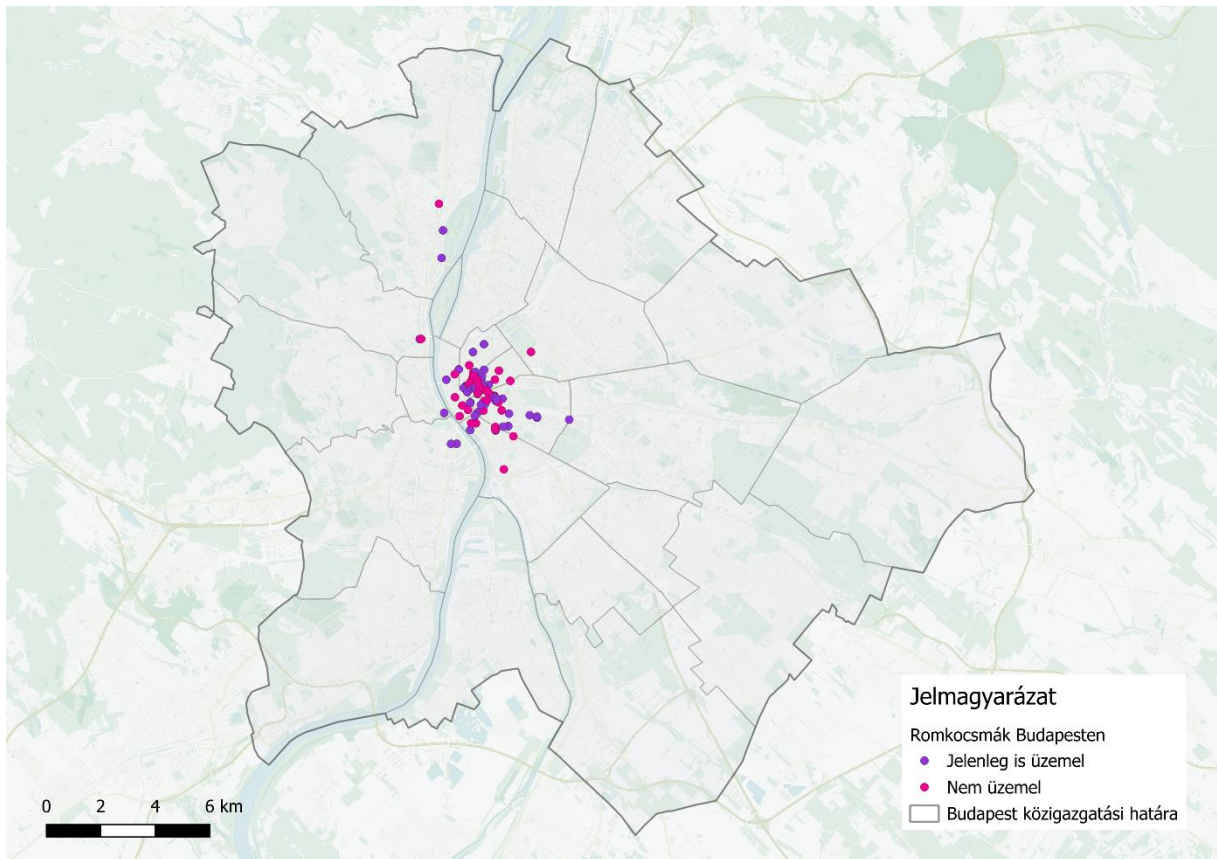 Jelmagyarázat
Romkocsmák Budapesten
Jelenleg is üzemel
Nem üzemel
Budapest közigazgatási határa
0 2 4 6 km